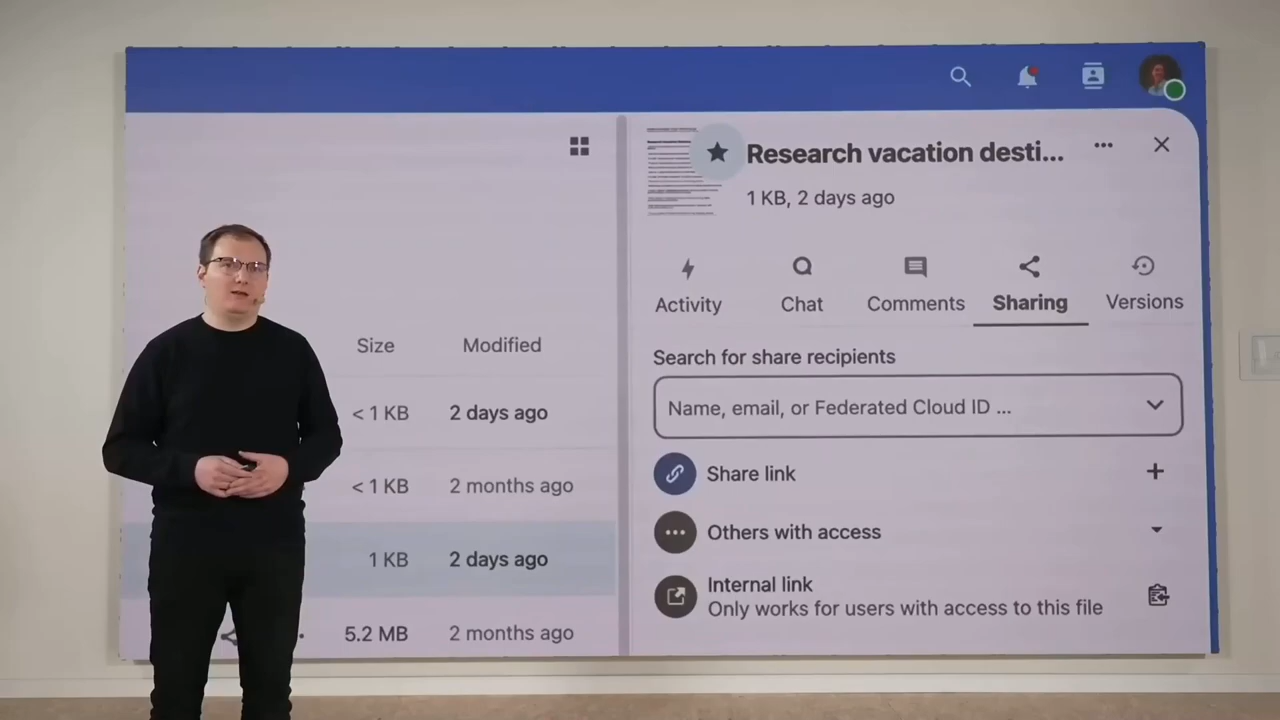 Research vacation desti...
1 KB, 2 days ago
Activity
Chat
Comments
Sharing
Versions
Size
Modified
< 1 KB
2 days ago
< 1 KB
2 months ago
1 KB
2 days ago
5.2 MB
2 months ago
Search for share recipients
Name, email, or Federated Cloud ID ...
Share link
Others with access
Internal link
Only works for users with access to this file